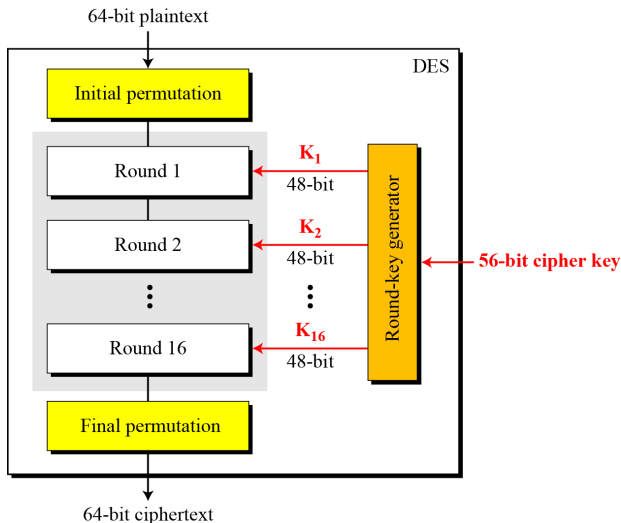 64-bit plaintext
DES
Initial permutation
Round 1
K1
48-bit
Round 2
K2
48-bit
Round 16
K16
48-bit
Round-key generator
56-bit cipher key
Final permutation
64-bit ciphertext